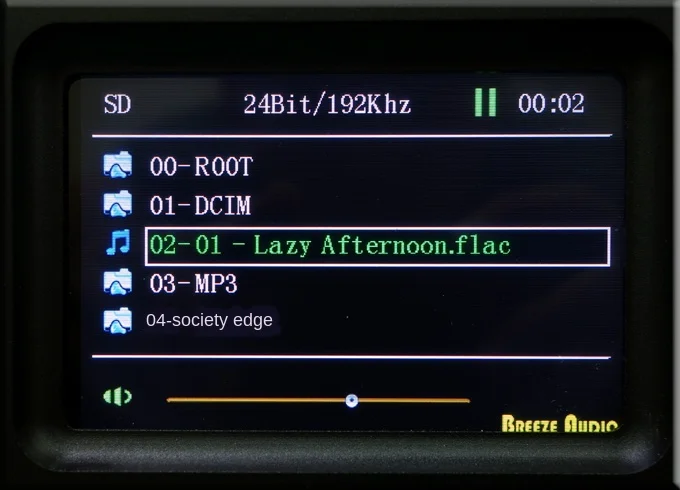 SD 24Bit/192Khz 00:02
00-ROOT
01-DCIM
02-01 - Lazy Afternoon.flac
03-MP3
04-society edge
BREEZE AUDIO